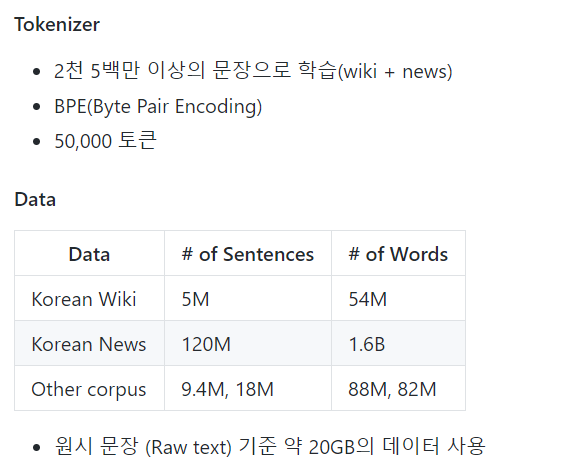 Tokenizer
2천 5백만 이상의 문장으로 학습(wiki + news)
BPE(Byte Pair Encoding)
50,000 토큰
Data
Data # of Sentences # of Words
Korean Wiki 5M 54M
Korean News 120M 1.6B
Other corpus 9.4M, 18M 88M, 82M
원시 문장 (Raw text) 기준 약 20GB의 데이터 사용